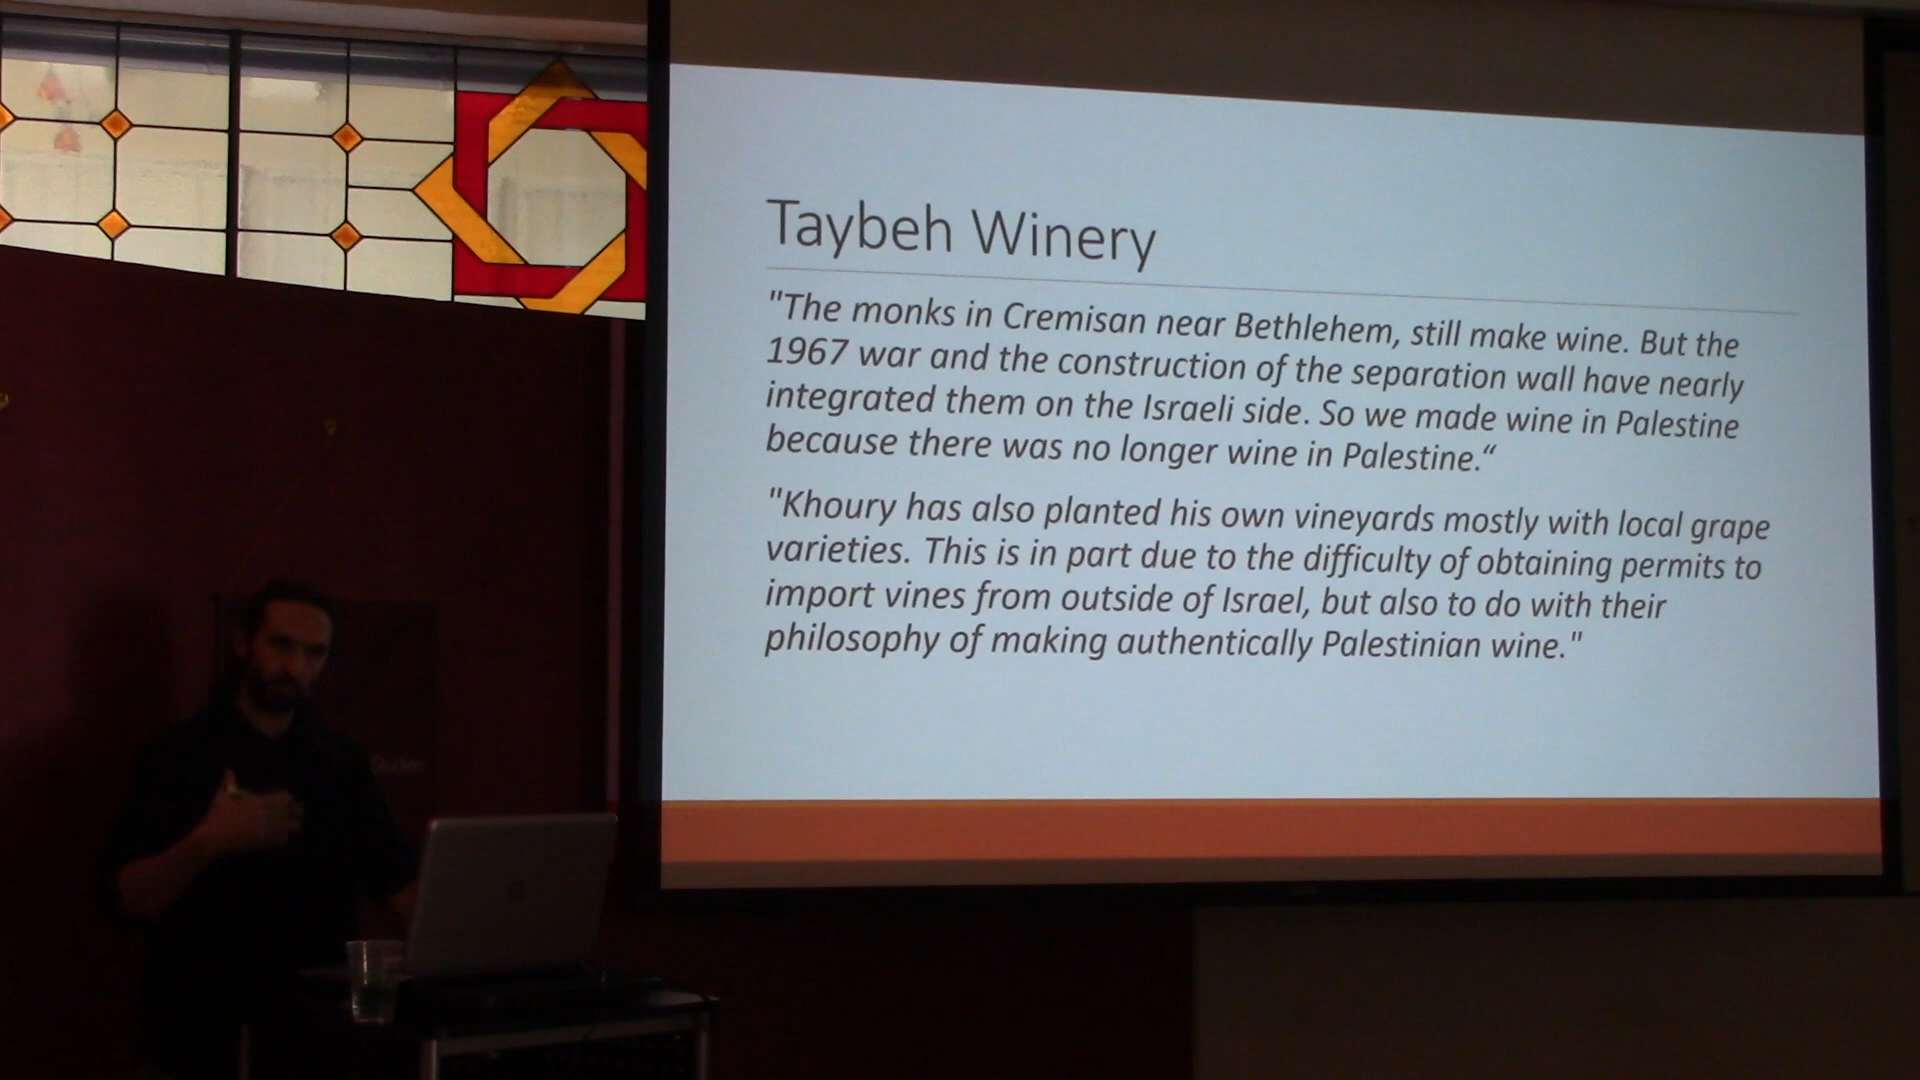 Taybeh Winery
"The monks in Cremisan near Bethlehem, still make wine. But the
1967 war and the construction of the separation wall have nearly
integrated them on the Israeli side. So we made wine in Palestine
because there was no longer wine in Palestine.“
"Khoury has also planted his own vineyards mostly with local grape
varieties. This is in part due to the difficulty of obtaining permits to
import vines from outside of Israel, but also to do with their
philosophy of making authentically Palestinian wine."